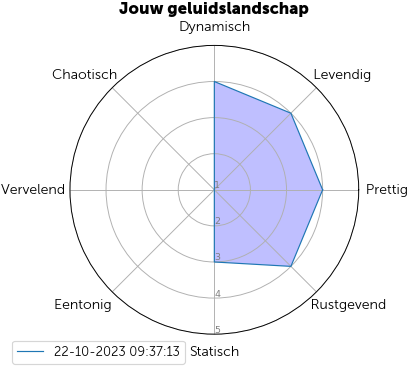 Jouw geluidslandschap
Dynamisch
Chaotisch
Levendig
Vervelend
1
Prettig
2
3
4
Eentonig
Rustgevend
5
22-10-2023 09:37:13
Statisch